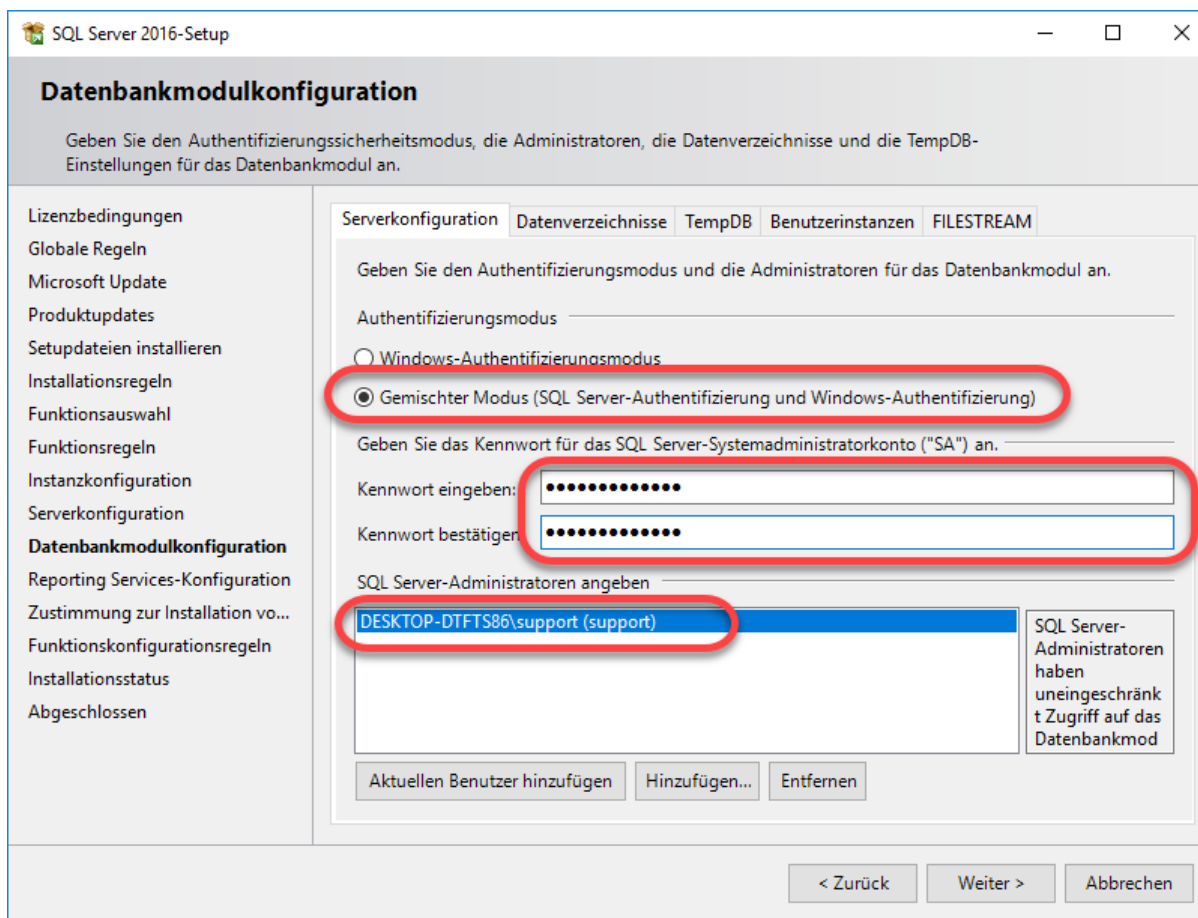 SQL Server 2016-Setup
Datenbankmodulkonfiguration
Geben Sie den Authentifizierungssicherheitsmodus, die Administratoren, die Datenverzeichnisse und die TempDB-
Einstellungen für das Datenbankmodul an.
Lizenzbedingungen
Globale Regeln
Microsoft Update
Produktupdates
Setupdateien installieren
Installationsregeln
Funktionsauswahl
Funktionsregeln
Instanzkonfiguration
Serverkonfiguration
Datenbankmodulkonfiguration
Reporting Services-Konfiguration
Zustimmung zur Installation vo...
Funktionskonfigurationsregeln
Installationsstatus
Abgeschlossen
Serverkonfiguration Datenverzeichnisse TempDB Benutzerinstanzen FILESTREAM
Geben Sie den Authentifizierungsmodus und die Administratoren für das Datenbankmodul an.
Authentifizierungsmodus
Windows-Authentifizierungsmodus
Gemischter Modus (SQL Server-Authentifizierung und Windows-Authentifizierung)
Geben Sie das Kennwort für das SQL Server-Systemadministratorkonto ("SA") an.
Kennwort eingeben: •••••••••••••
Kennwort bestätigen •••••••••••••
SQL Server-Administratoren angeben
DESKTOP-DTFTS86\support (support)
SQL Server-
Administratoren
haben
uneingeschränk
t Zugriff auf das
Datenbankmod
Aktuellen Benutzer hinzufügen Hinzufügen... Entfernen
< Zurück Weiter > Abbrechen